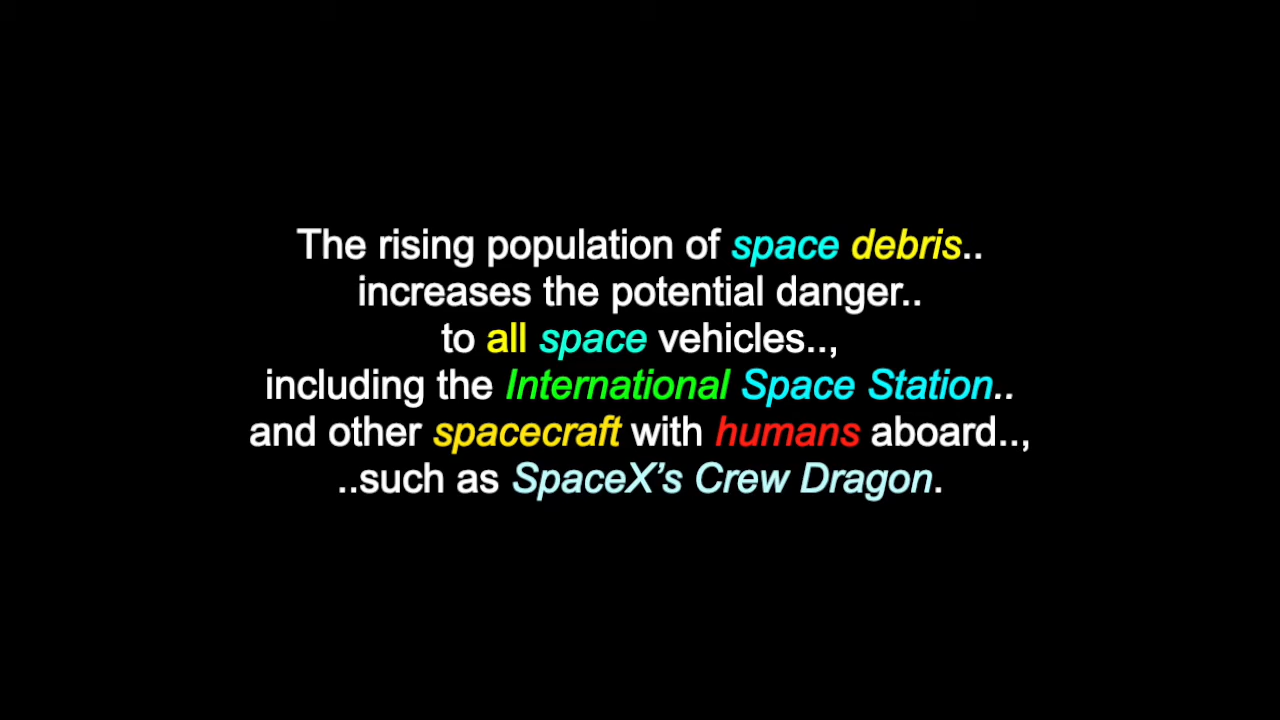 The rising population of space debris..
increases the potential danger..
to all space vehicles..,
including the International Space Station..
and other spacecraft with humans aboard..,
..such as SpaceX’s Crew Dragon.